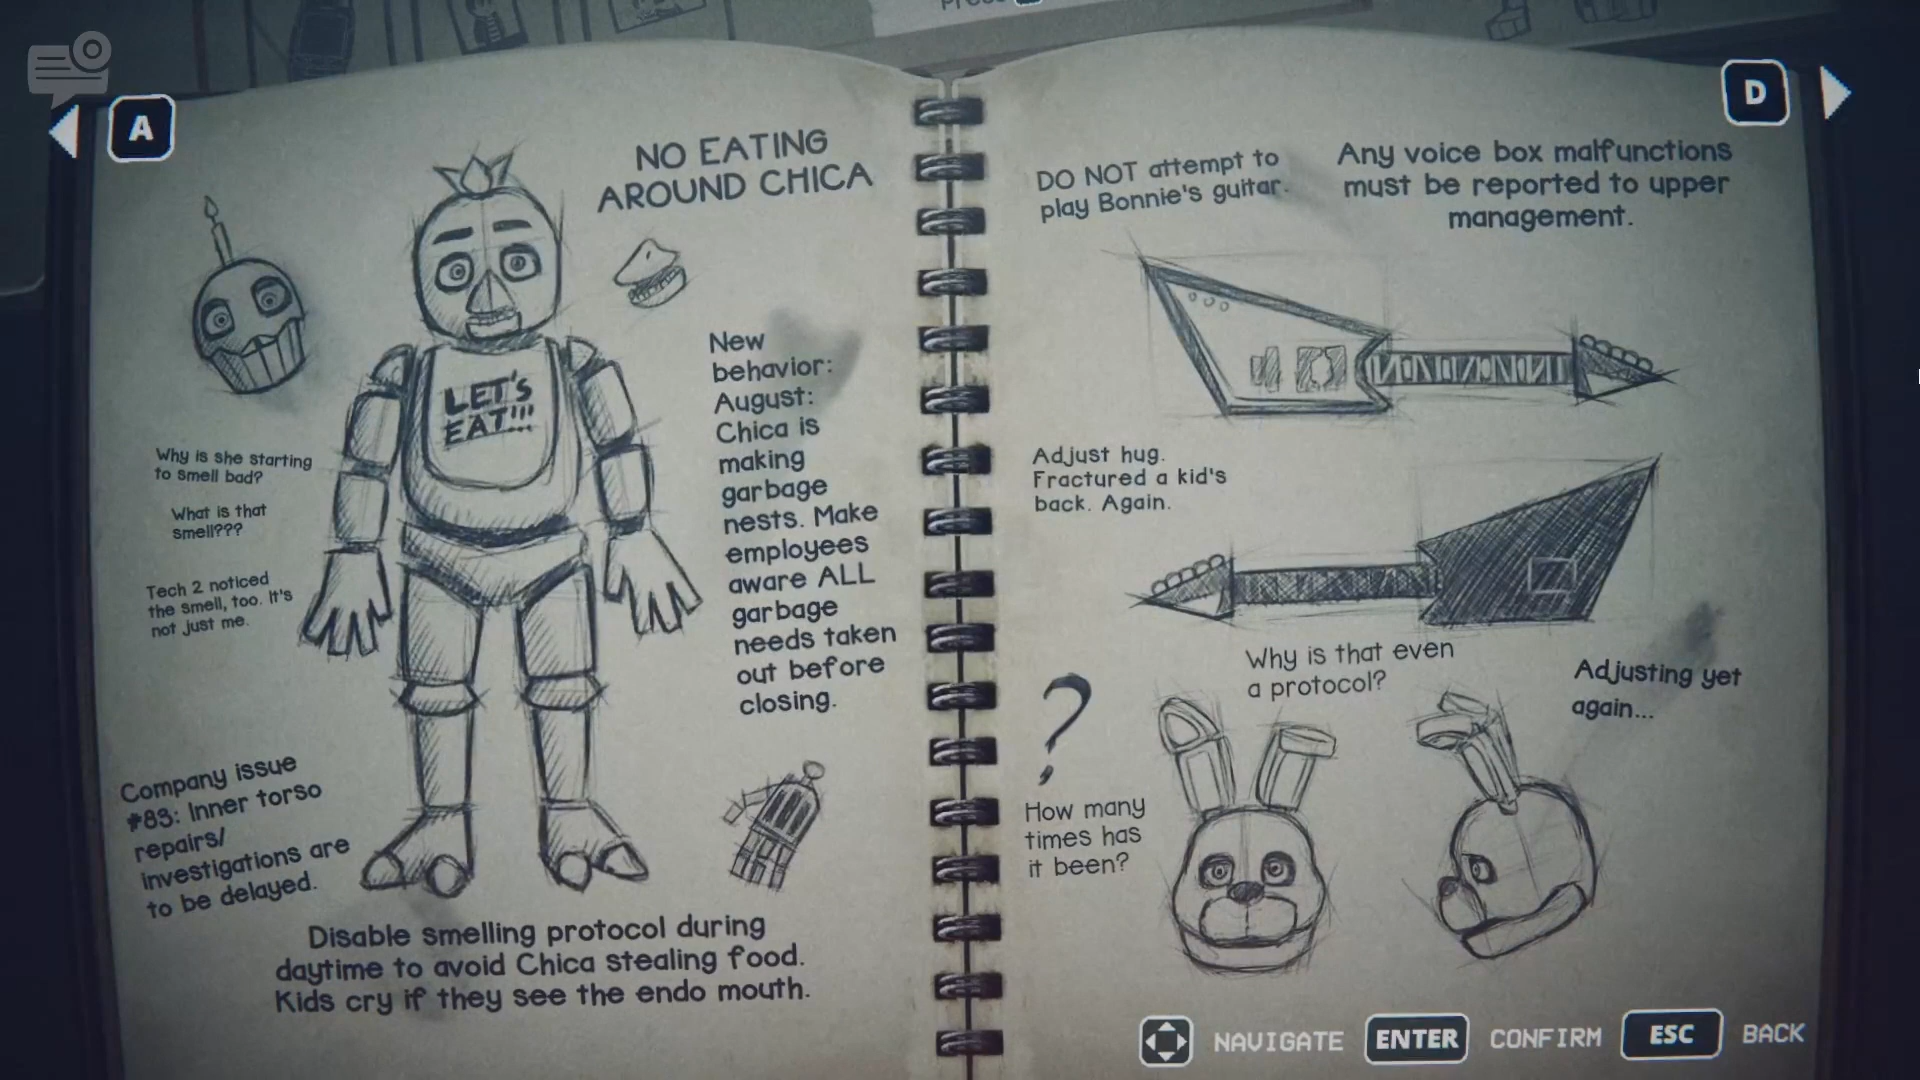 Press
A
D
NO EATING
AROUND CHICA
LET'S
EAT!!!
New
behavior:
August:
Chica is
making
garbage
nests. Make
employees
aware ALL
garbage
needs taken
out before
closing.
Why is she starting
to smell bad?
What is that
smell???
Tech 2 noticed
the smell, too. It's
not just me.
Company issue
#83: Inner torso
repairs/
investigations are
to be delayed.
Disable smelling protocol during
daytime to avoid Chica stealing food.
Kids cry if they see the endo mouth.
DO NOT attempt to
play Bonnie's guitar.
Any voice box malfunctions
must be reported to upper
management.
Adjust hug.
Fractured a kid's
back. Again.
Why is that even
a protocol?
Adjusting yet
again...
?
How many
times has
it been?
NAVIGATE ENTER CONFIRM ESC BACK